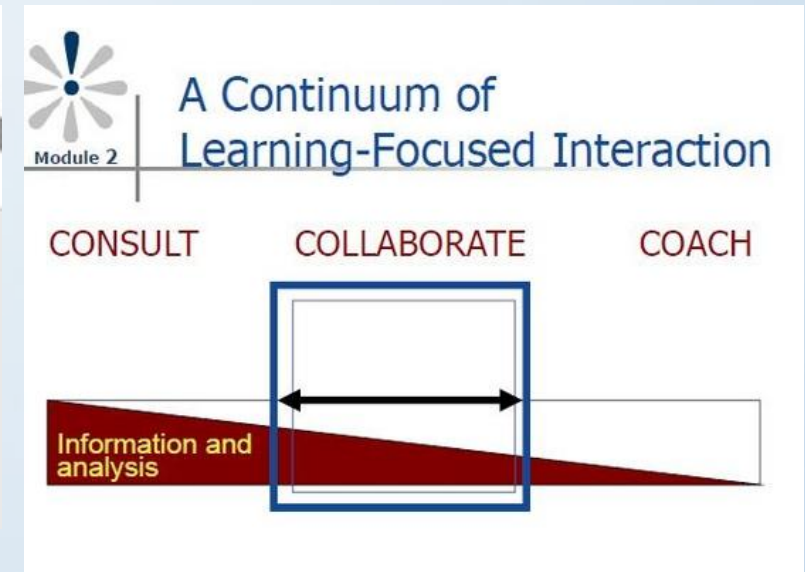 A Continuum of
Learning-Focused Interaction
Module 2
CONSULT COLLABORATE COACH
Information and
analysis